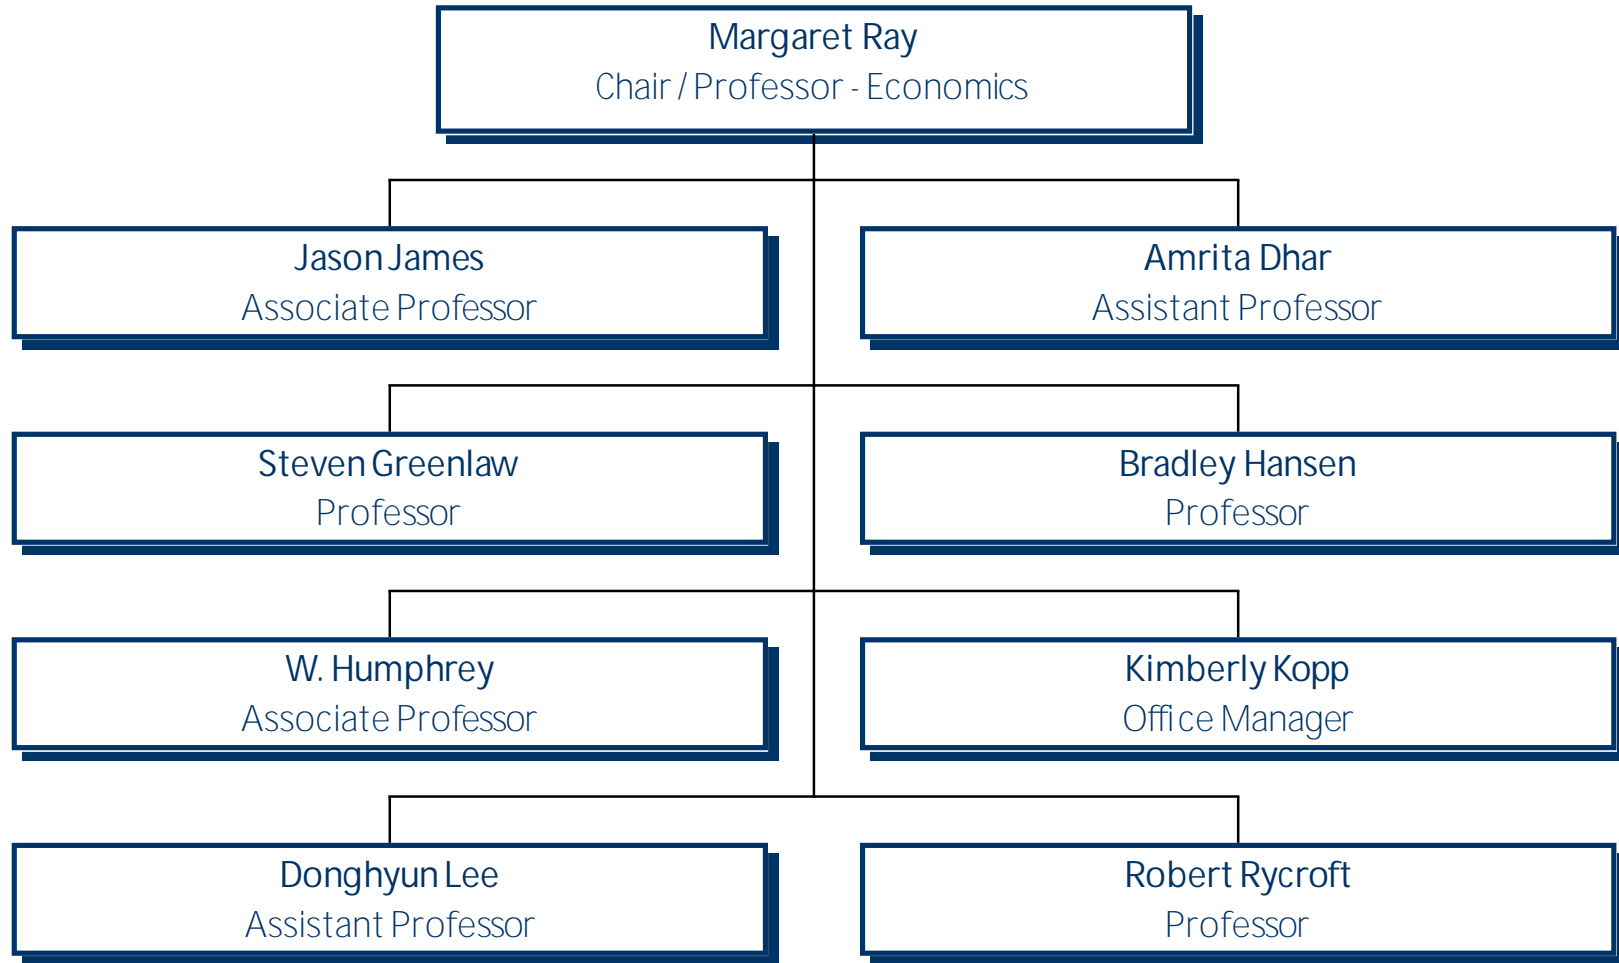 Margaret Ray
Chair / Professor - Economics
Jason James
Associate Professor
Amrita Dhar
Assistant Professor
Steven Greenlaw
Professor
Bradley Hansen
Professor
W. Humphrey
Associate Professor
Kimberly Kopp
Office Manager
Donghyun Lee
Assistant Professor
Robert Rycroft
Professor